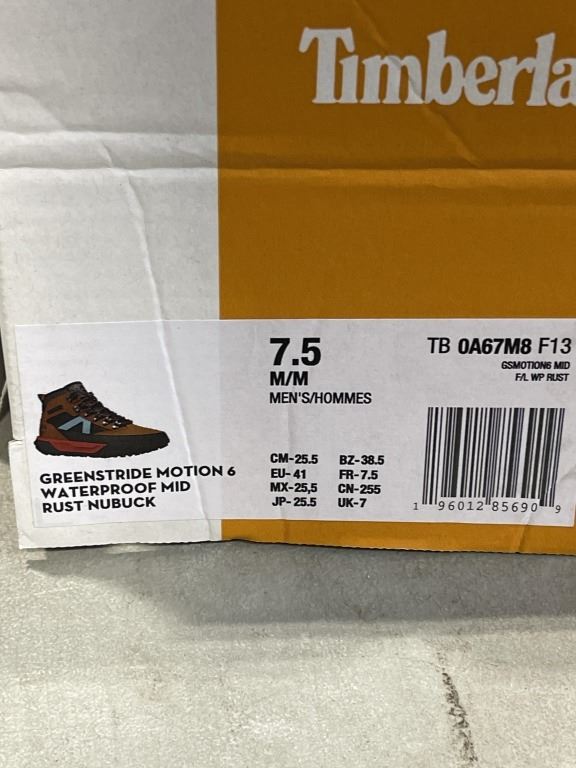 Timberla
7.5
M/M
MEN'S/HOMMES
TB 0A67M8 F13
GSMOTION6 MID
F/L WP RUST
GREENSTRIDE MOTION 6
WATERPROOF MID
RUST NUBUCK
CM-25.5 BZ-38.5
EU-41 FR-7.5
MX-25,5 CN-255
JP-25.5 UK-7
1 96012 85690 9